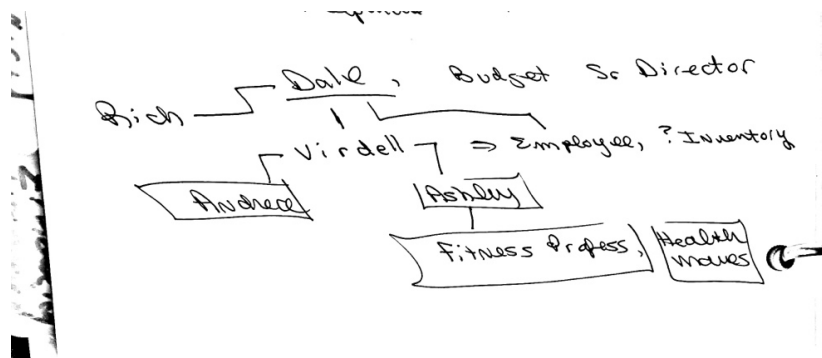 Dale, Budget Sr Director
Rich
Virdell => Employee, ? Inventory
Andrea Ashley
Fitness Profess, Health
moves